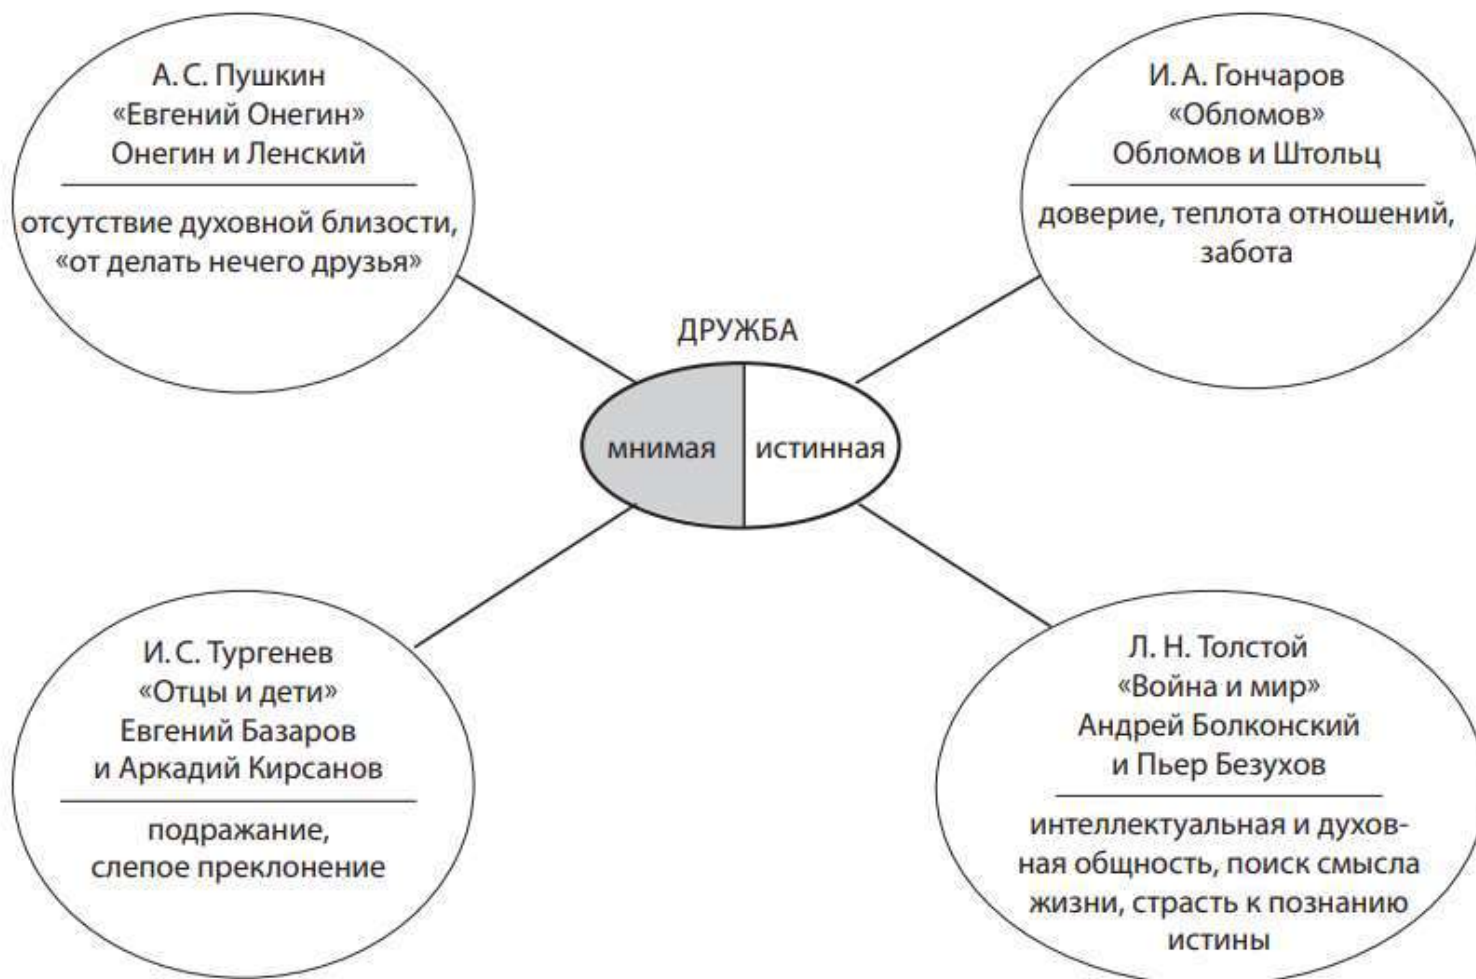 А. С. Пушкин
«Евгений Онегин»
Онегин и Ленский
отсутствие духовной близости,
«от делать нечего друзья»
И. А. Гончаров
«Обломов»
Обломов и Штольц
доверие, теплота отношений,
забота
ДРУЖБА
мнимая
истинная
И. С. Тургенев
«Отцы и дети»
Евгений Базаров
и Аркадий Кирсанов
подражание,
слепое преклонение
Л. Н. Толстой
«Война и мир»
Андрей Болконский
и Пьер Безухов
интеллектуальная и духов-
ная общность, поиск смысла
жизни, страсть к познанию
истины